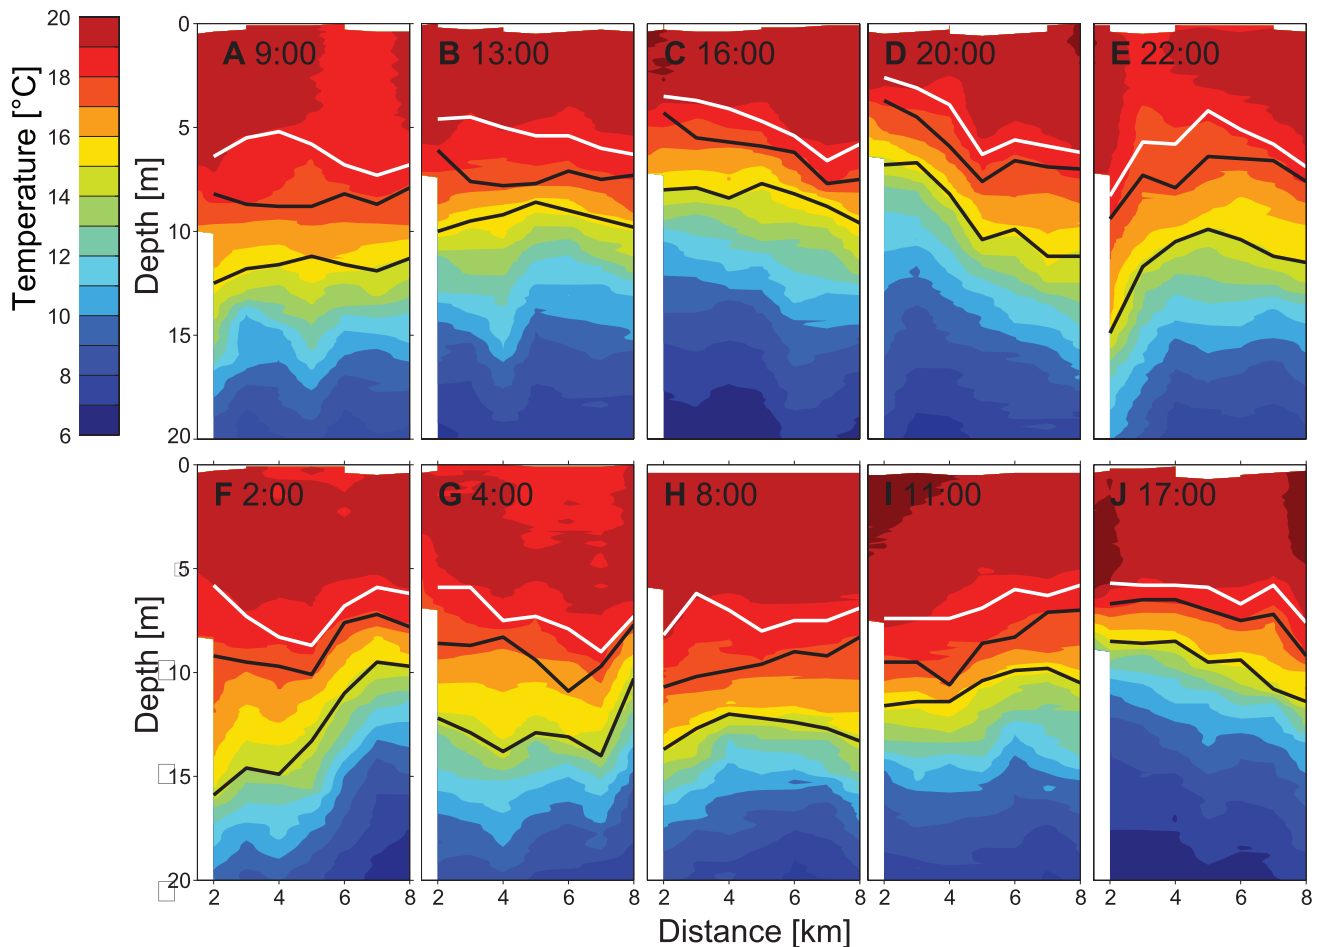 20
18
16
14
12
10
8
6
Temperature [°C]
0
5
10
15
20
Depth [m]
A 9:00
B 13:00
C 16:00
D 20:00
E 22:00
0
5
10
15
20
Depth [m]
F 2:00
G 4:00
H 8:00
I 11:00
J 17:00
2 4 6 8 2 4 6 8 2 4 6 8 2 4 6 8 2 4 6 8
Distance [km]